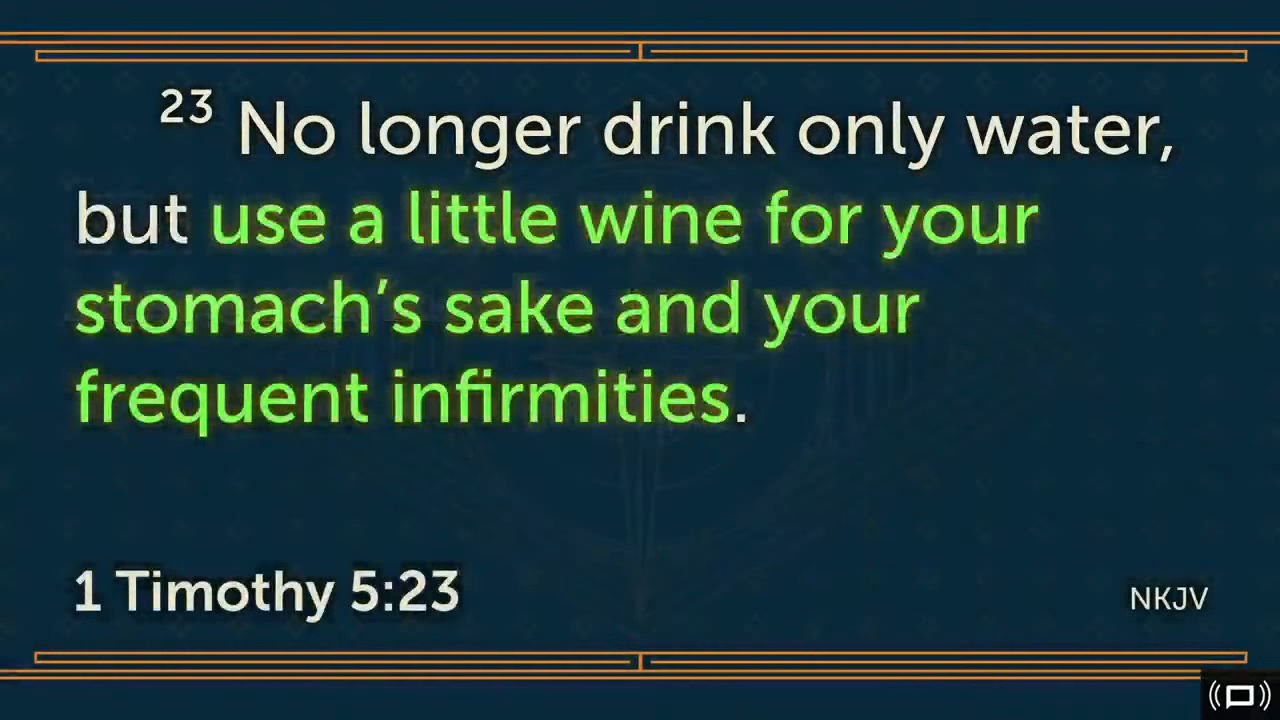 23 No longer drink only water,
but use a little wine for your
stomach’s sake and your
frequent infirmities.
1 Timothy 5:23
NKJV